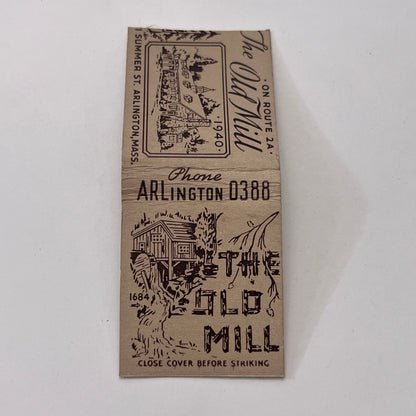 The Old Mill
· ON ROUTE 2A ·
· 1940 ·
SUMMER ST. ARLINGTON, MASS.
Phone
ARLINGTON 0388
1684
THE
OLD
MILL
CLOSE COVER BEFORE STRIKING